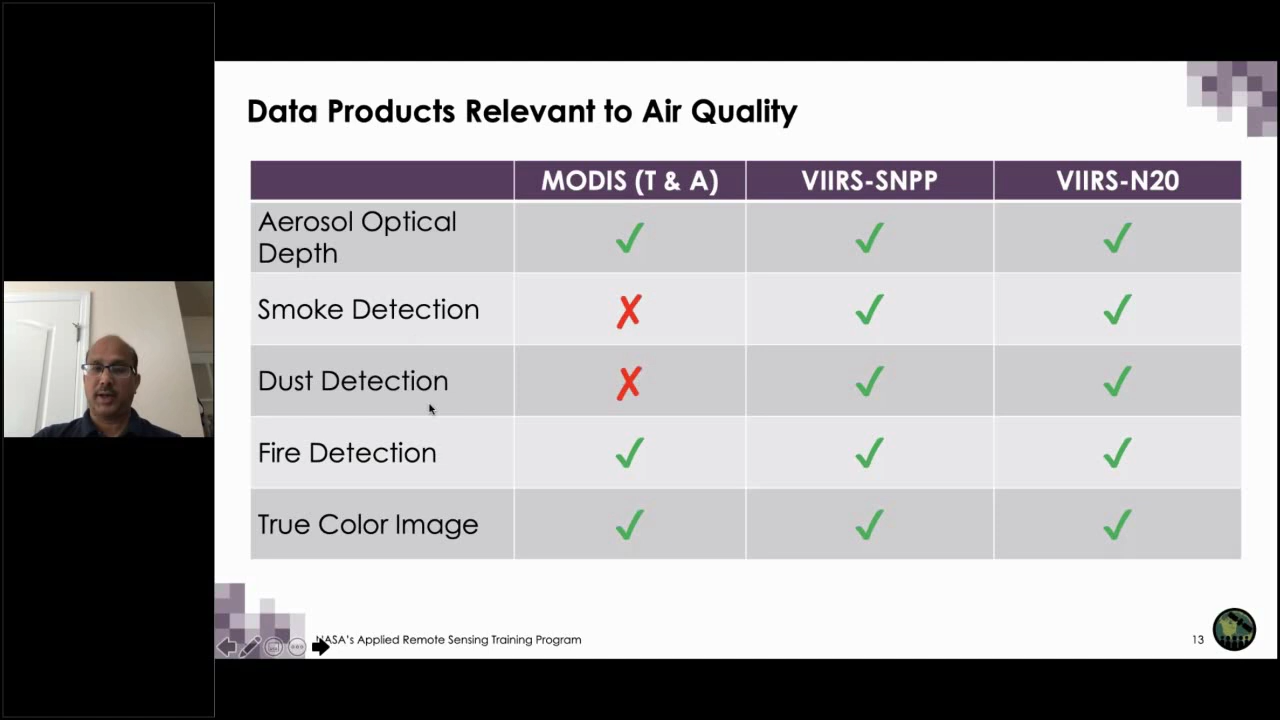 Data Products Relevant to Air Quality
MODIS (T & A) VIIRS-SNPP VIIRS-N20
Aerosol Optical
Depth ✓ ✓ ✓
Smoke Detection ✗ ✓ ✓
Dust Detection ✗ ✓ ✓
Fire Detection ✓ ✓ ✓
True Color Image ✓ ✓ ✓
NASA's Applied Remote Sensing Training Program
13